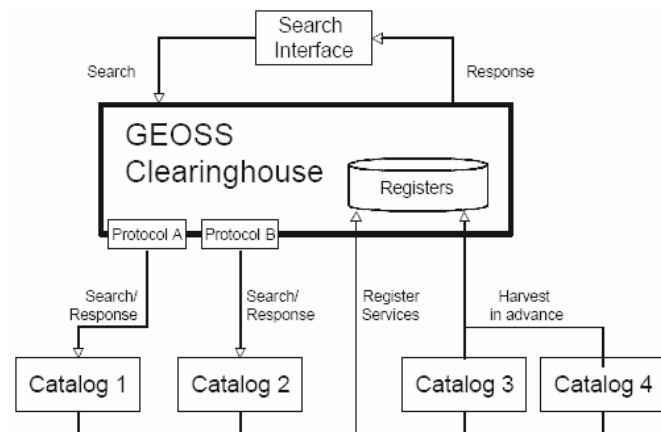 Search
Interface
Search
Response
GEOSS
Clearinghouse
Registers
Protocol A
Protocol B
Search/
Response
Search/
Response
Register
Services
Harvest
in advance
Catalog 1
Catalog 2
Catalog 3
Catalog 4